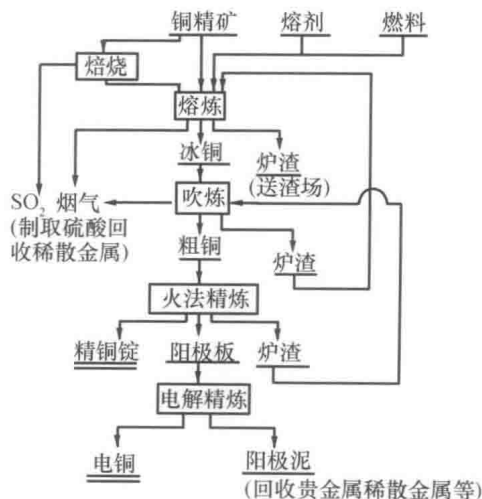 铜精矿 熔剂 燃料
焙烧
熔炼
冰铜 炉渣
(送渣场)
SO₂ 烟气 吹炼
(制取硫酸回
收稀散金属)
粗铜 炉渣
火法精炼
精铜锭 阳极板 炉渣
电解精炼
电铜 阳极泥
(回收贵金属稀散金属等)